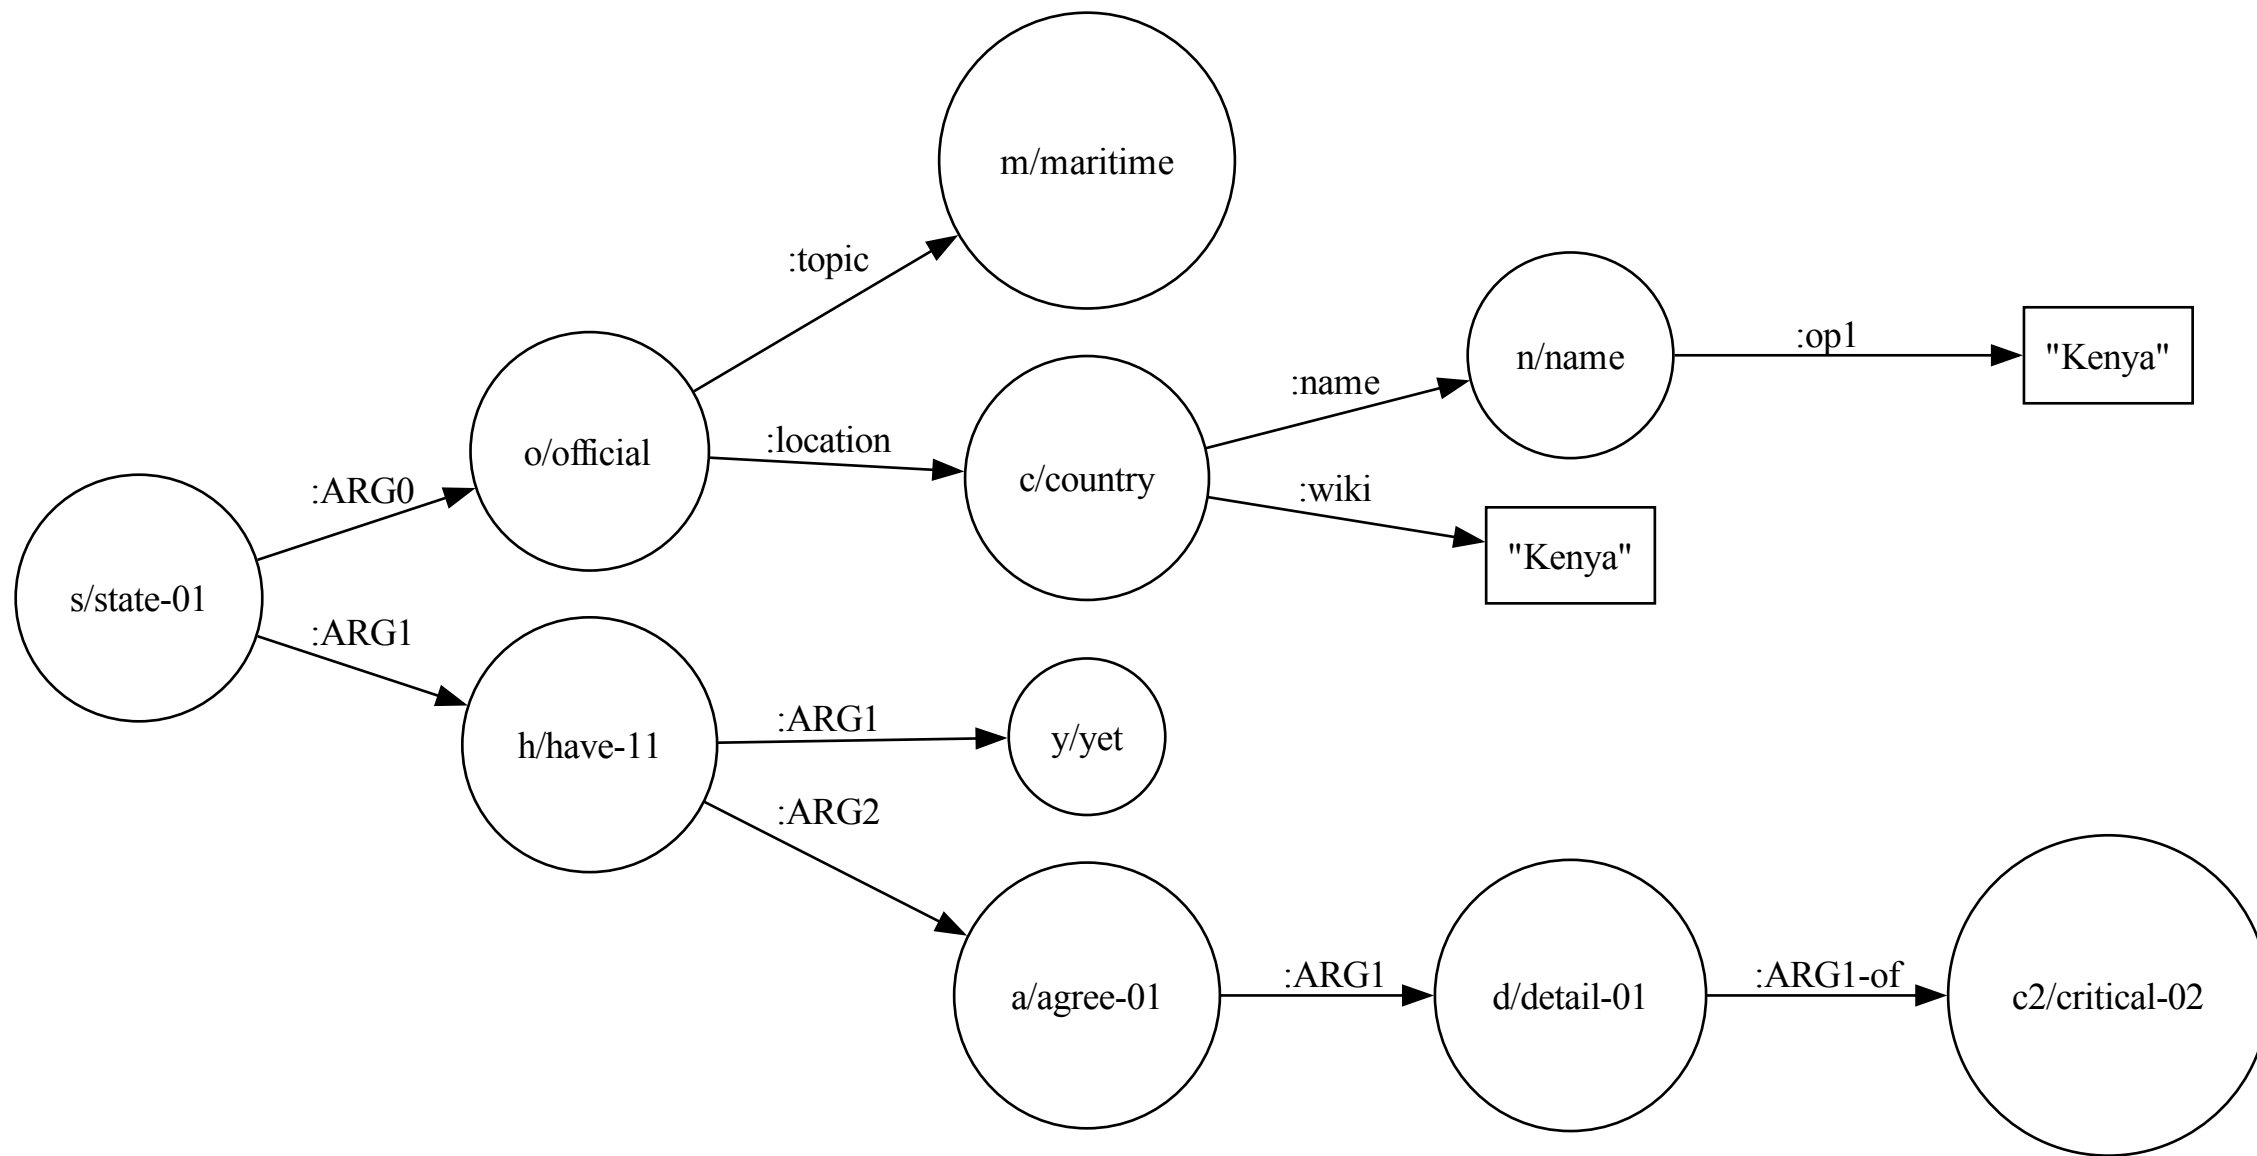 m/maritime
:topic
n/name
:op1
"Kenya"
:name
o/official
:location
c/country
:wiki
"Kenya"
:ARG0
s/state-01
:ARG1
h/have-11
:ARG1
y/yet
:ARG2
a/agree-01
:ARG1
d/detail-01
:ARG1-of
c2/critical-02